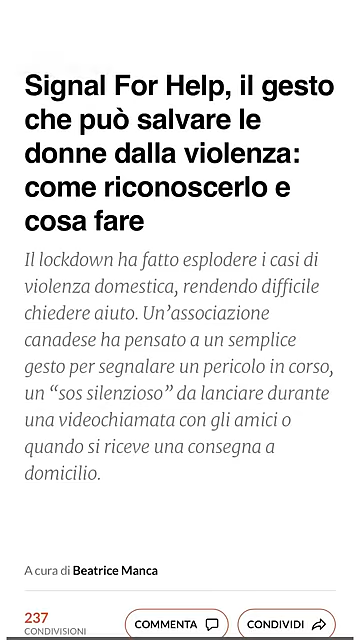 Signal For Help, il gesto
che può salvare le
donne dalla violenza:
come riconoscerlo e
cosa fare
Il lockdown ha fatto esplodere i casi di
violenza domestica, rendendo difficile
chiedere aiuto. Un’associazione
canadese ha pensato a un semplice
gesto per segnalare un pericolo in corso,
un “sos silenzioso” da lanciare durante
una videochiamata con gli amici o
quando si riceve una consegna a
domicilio.
A cura di Beatrice Manca
237
CONDIVISIONI
COMMENTA
CONDIVIDI